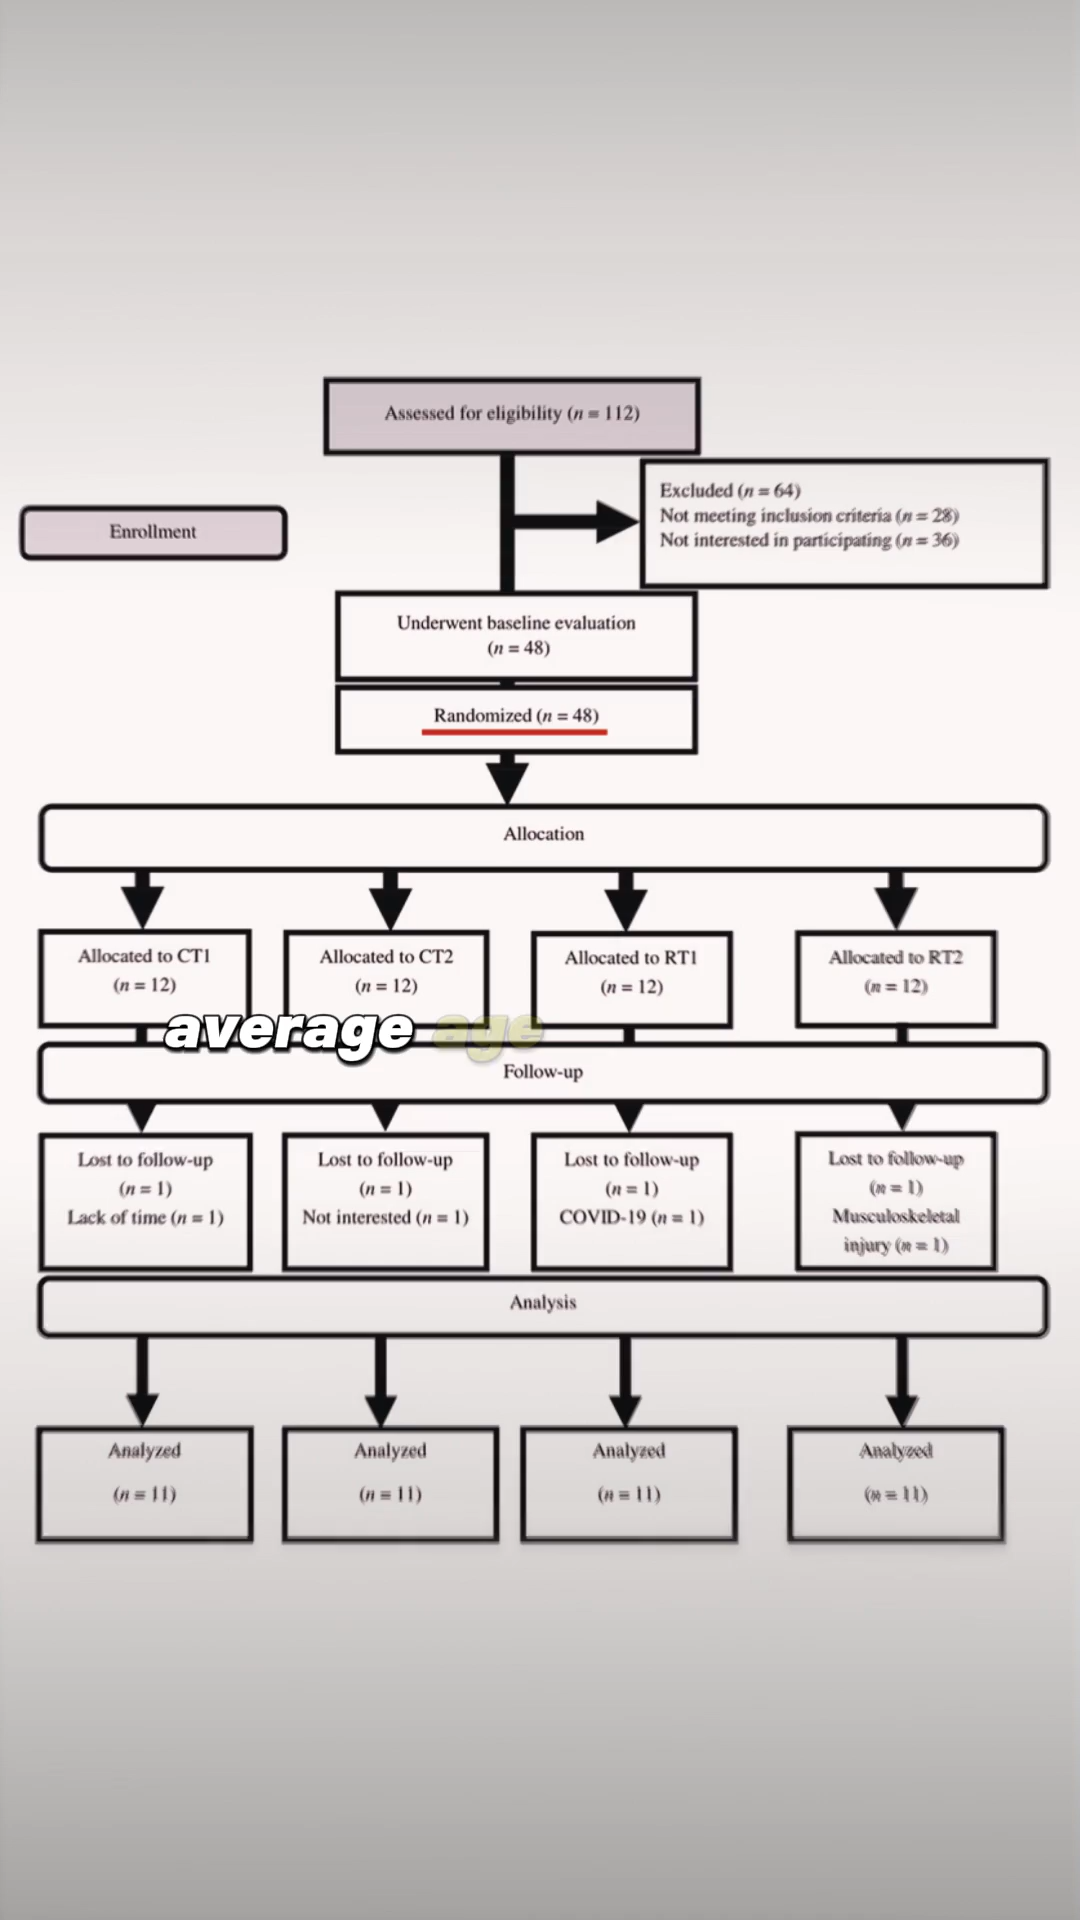 Assessed for eligibility (n = 112)
Excluded (n = 64)
Not meeting inclusion criteria (n = 28)
Not interested in participating (n = 36)
Enrollment
Underwent baseline evaluation
(n = 48)
Randomized (n = 48)
Allocation
Allocated to CT1
(n = 12)
Allocated to CT2
(n = 12)
Allocated to RT1
(n = 12)
Allocated to RT2
(n = 12)
average age
Follow-up
Lost to follow-up
(n = 1)
Lack of time (n = 1)
Lost to follow-up
(n = 1)
Not interested (n = 1)
Lost to follow-up
(n = 1)
COVID-19 (n = 1)
Lost to follow-up
(n = 1)
Musculoskeletal
injury (n = 1)
Analysis
Analyzed
(n = 11)
Analyzed
(n = 11)
Analyzed
(n = 11)
Analyzed
(n = 11)